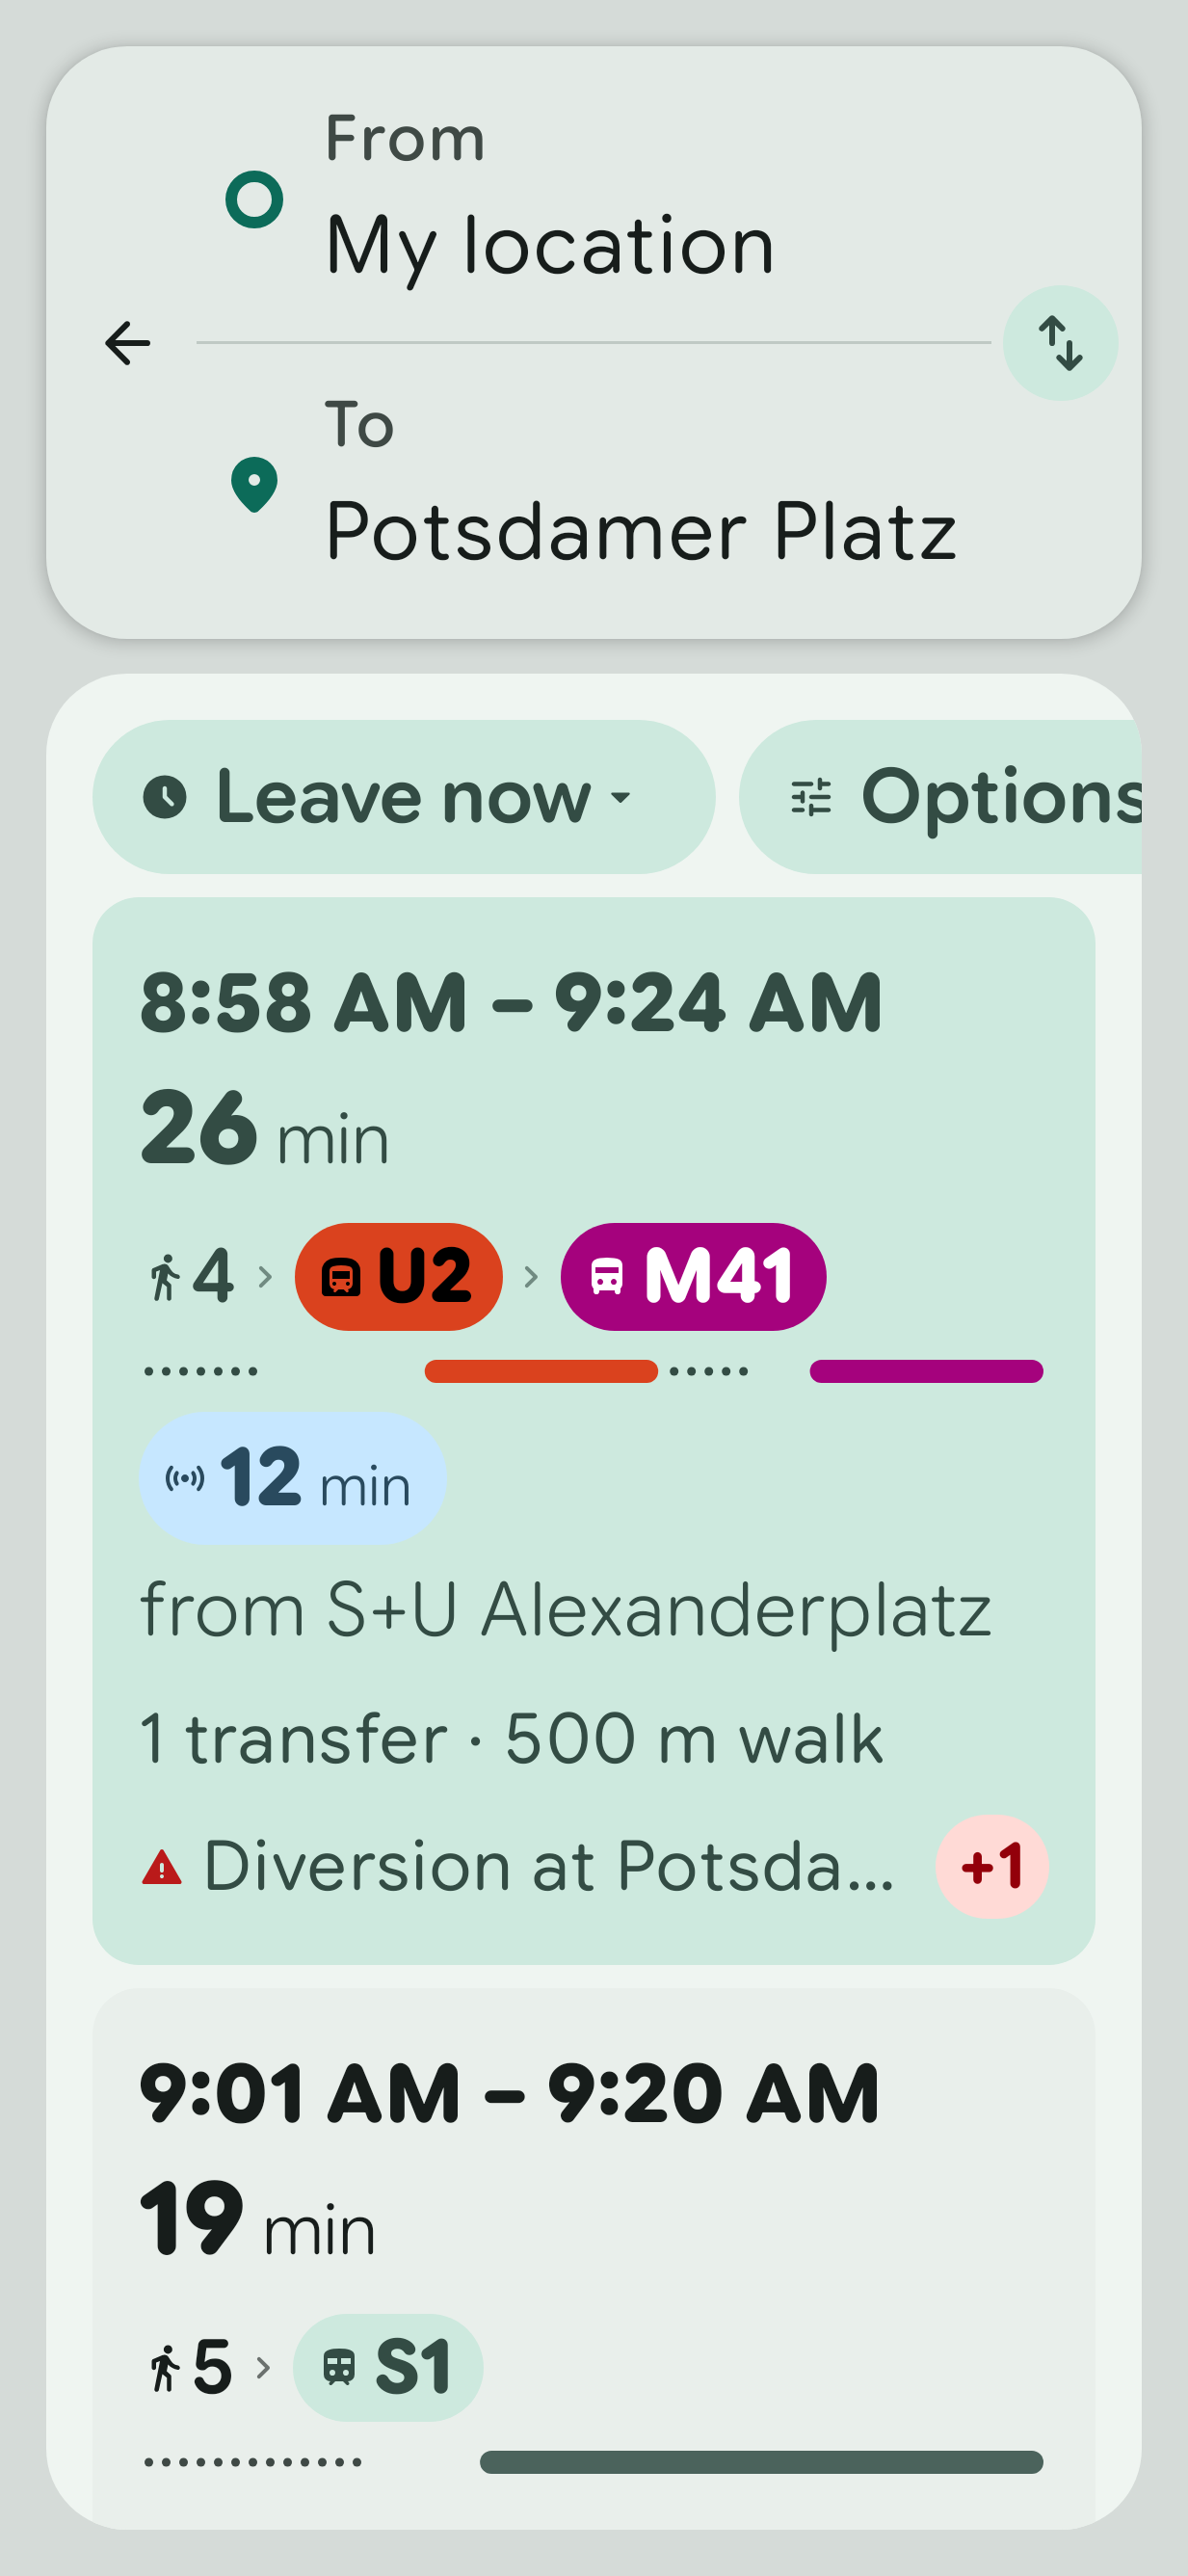 From
My location
To
Potsdamer Platz
Leave now Options
8:58 AM – 9:24 AM
26 min
4 U2 M41
12 min
from S+U Alexanderplatz
1 transfer · 500 m walk
Diversion at Potsda... +1
9:01 AM – 9:20 AM
19 min
5 S1